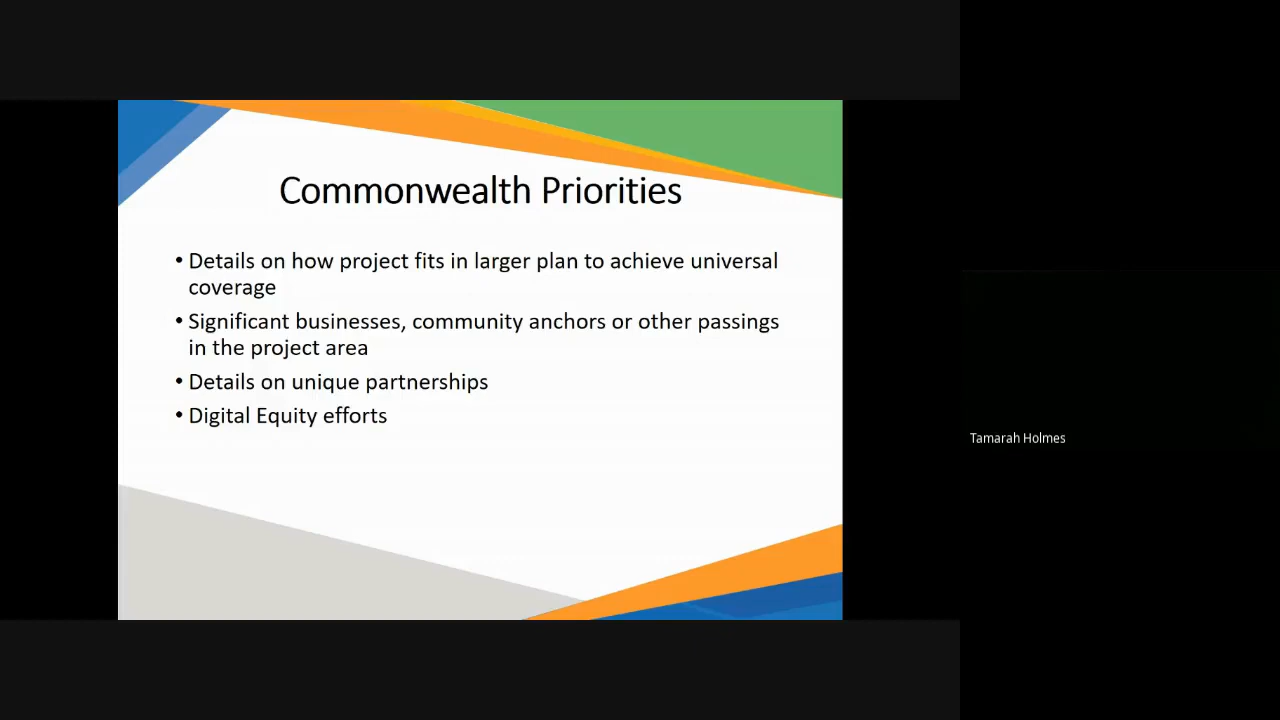 Commonwealth Priorities
• Details on how project fits in larger plan to achieve universal
coverage
• Significant businesses, community anchors or other passings
in the project area
• Details on unique partnerships
• Digital Equity efforts
Tamarah Holmes